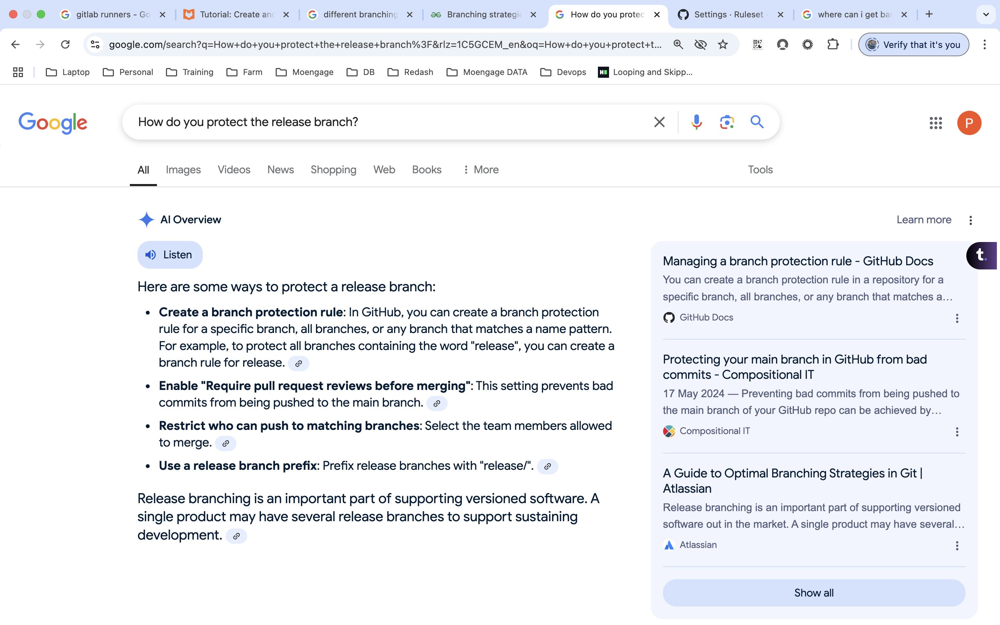 gitlab runners - Go
Tutorial: Create and
different branching
Branching strategie
How do you protec
Settings · Ruleset ·
where can i get bar
google.com/search?q=How+do+you+protect+the+release+branch%3F&rlz=1C5GCEM_en&oq=How+do+you+protect+t...
Verify that it's you
Laptop
Personal
Training
Farm
Moengage
DB
Redash
Moengage DATA
Devops
Looping and Skipp...
Google
How do you protect the release branch?
P
All
Images
Videos
News
Shopping
Web
Books
More
Tools
AI Overview
Learn more
Listen
Here are some ways to protect a release branch:
• Create a branch protection rule: In GitHub, you can create a branch protection
rule for a specific branch, all branches, or any branch that matches a name pattern.
For example, to protect all branches containing the word "release", you can create a
branch rule for release.
• Enable "Require pull request reviews before merging": This setting prevents bad
commits from being pushed to the main branch.
• Restrict who can push to matching branches: Select the team members allowed
to merge.
• Use a release branch prefix: Prefix release branches with "release/".
Release branching is an important part of supporting versioned software. A
single product may have several release branches to support sustaining
development.
t.
Managing a branch protection rule - GitHub Docs
You can create a branch protection rule in a repository for a
specific branch, all branches, or any branch that matches a...
GitHub Docs
Protecting your main branch in GitHub from bad
commits - Compositional IT
17 May 2024 — Preventing bad commits from being pushed to
the main branch of your GitHub repo can be achieved by...
Compositional IT
A Guide to Optimal Branching Strategies in Git |
Atlassian
Release branching is an important part of supporting versioned
software out in the market. A single product may have several...
Atlassian
Show all